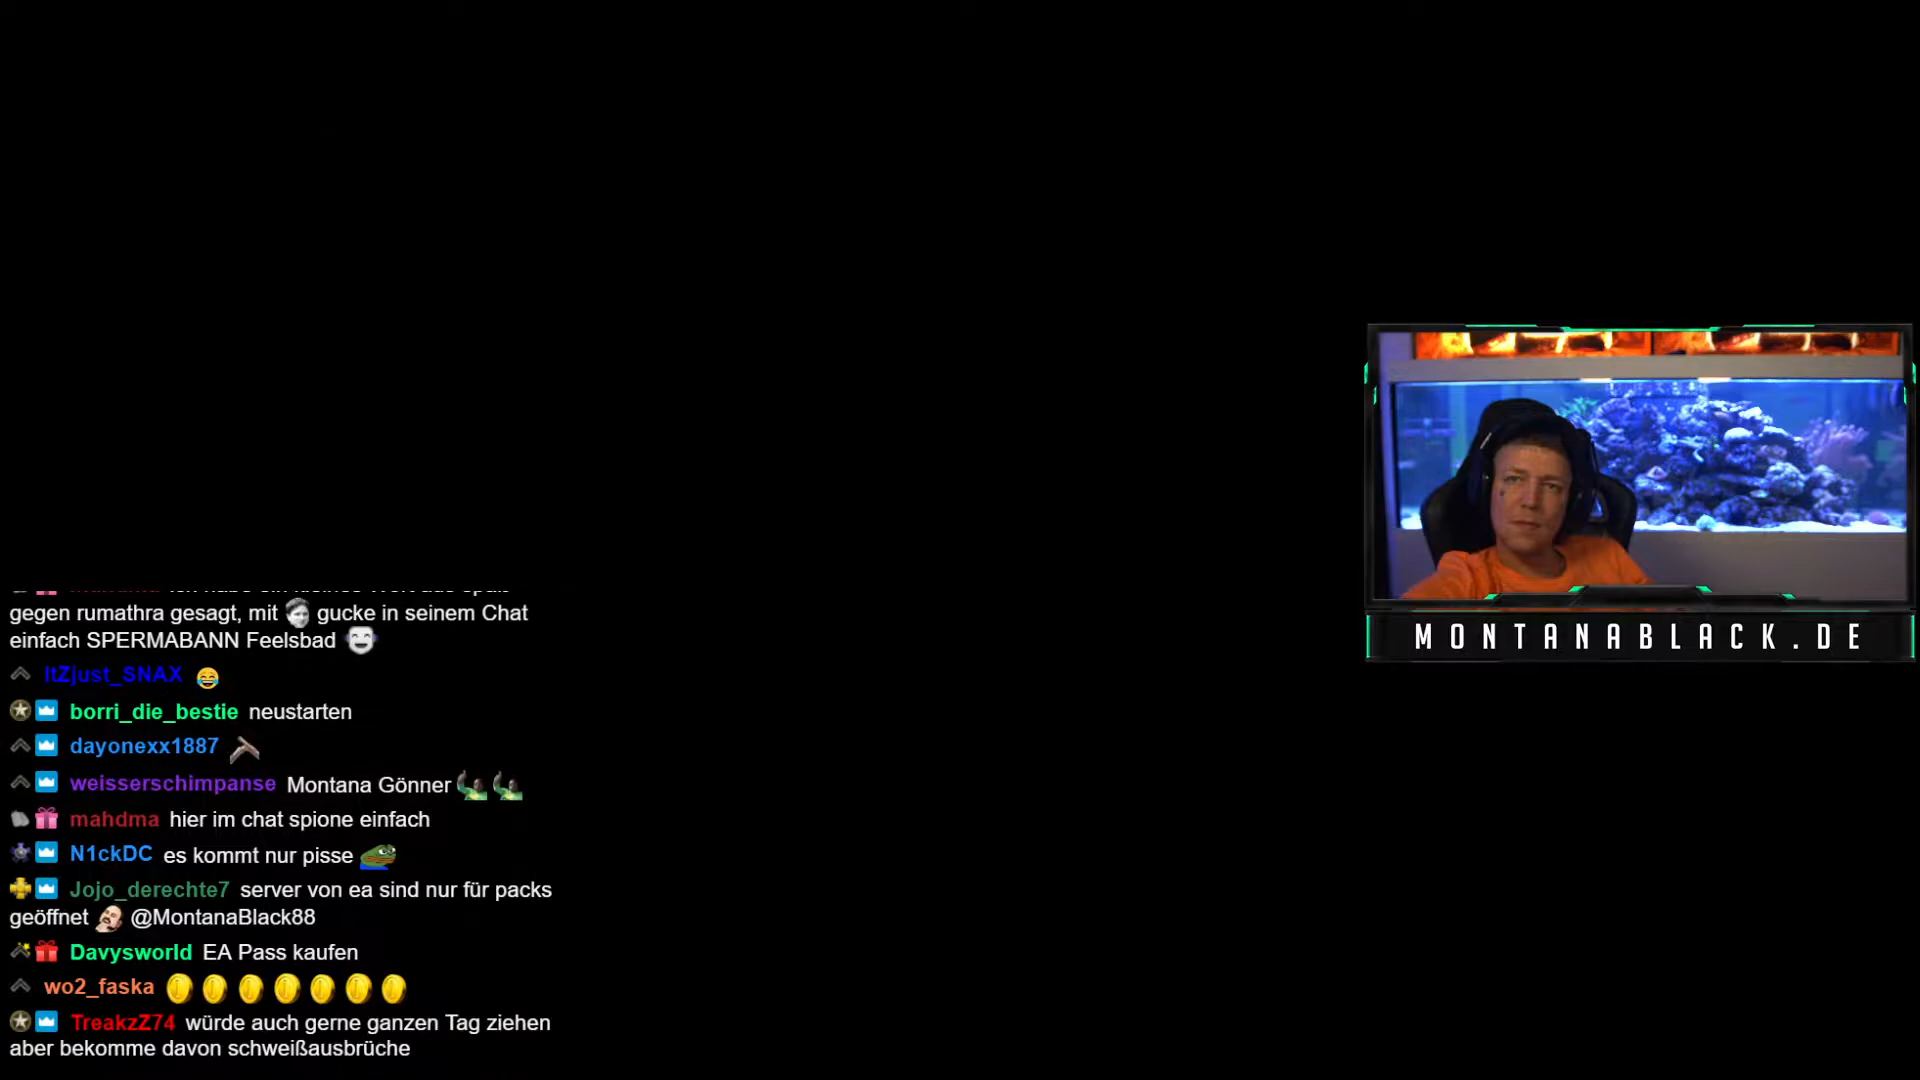 gegen rumathra gesagt, mit gucke in seinem Chat
einfach SPERMABANN Feelsbad
ItZjust_SNAX
borri_die_bestie neustarten
dayonexx1887
weisserschimpanse Montana Gönner
mahdma hier im chat spione einfach
N1ckDC es kommt nur pisse
Jojo_derechte7 server von ea sind nur für packs
geöffnet @MontanaBlack88
Davysworld EA Pass kaufen
wo2_faska
TreakzZ74 würde auch gerne ganzen Tag ziehen
aber bekomme davon schweißausbrüche
MONTANABLACK.DE